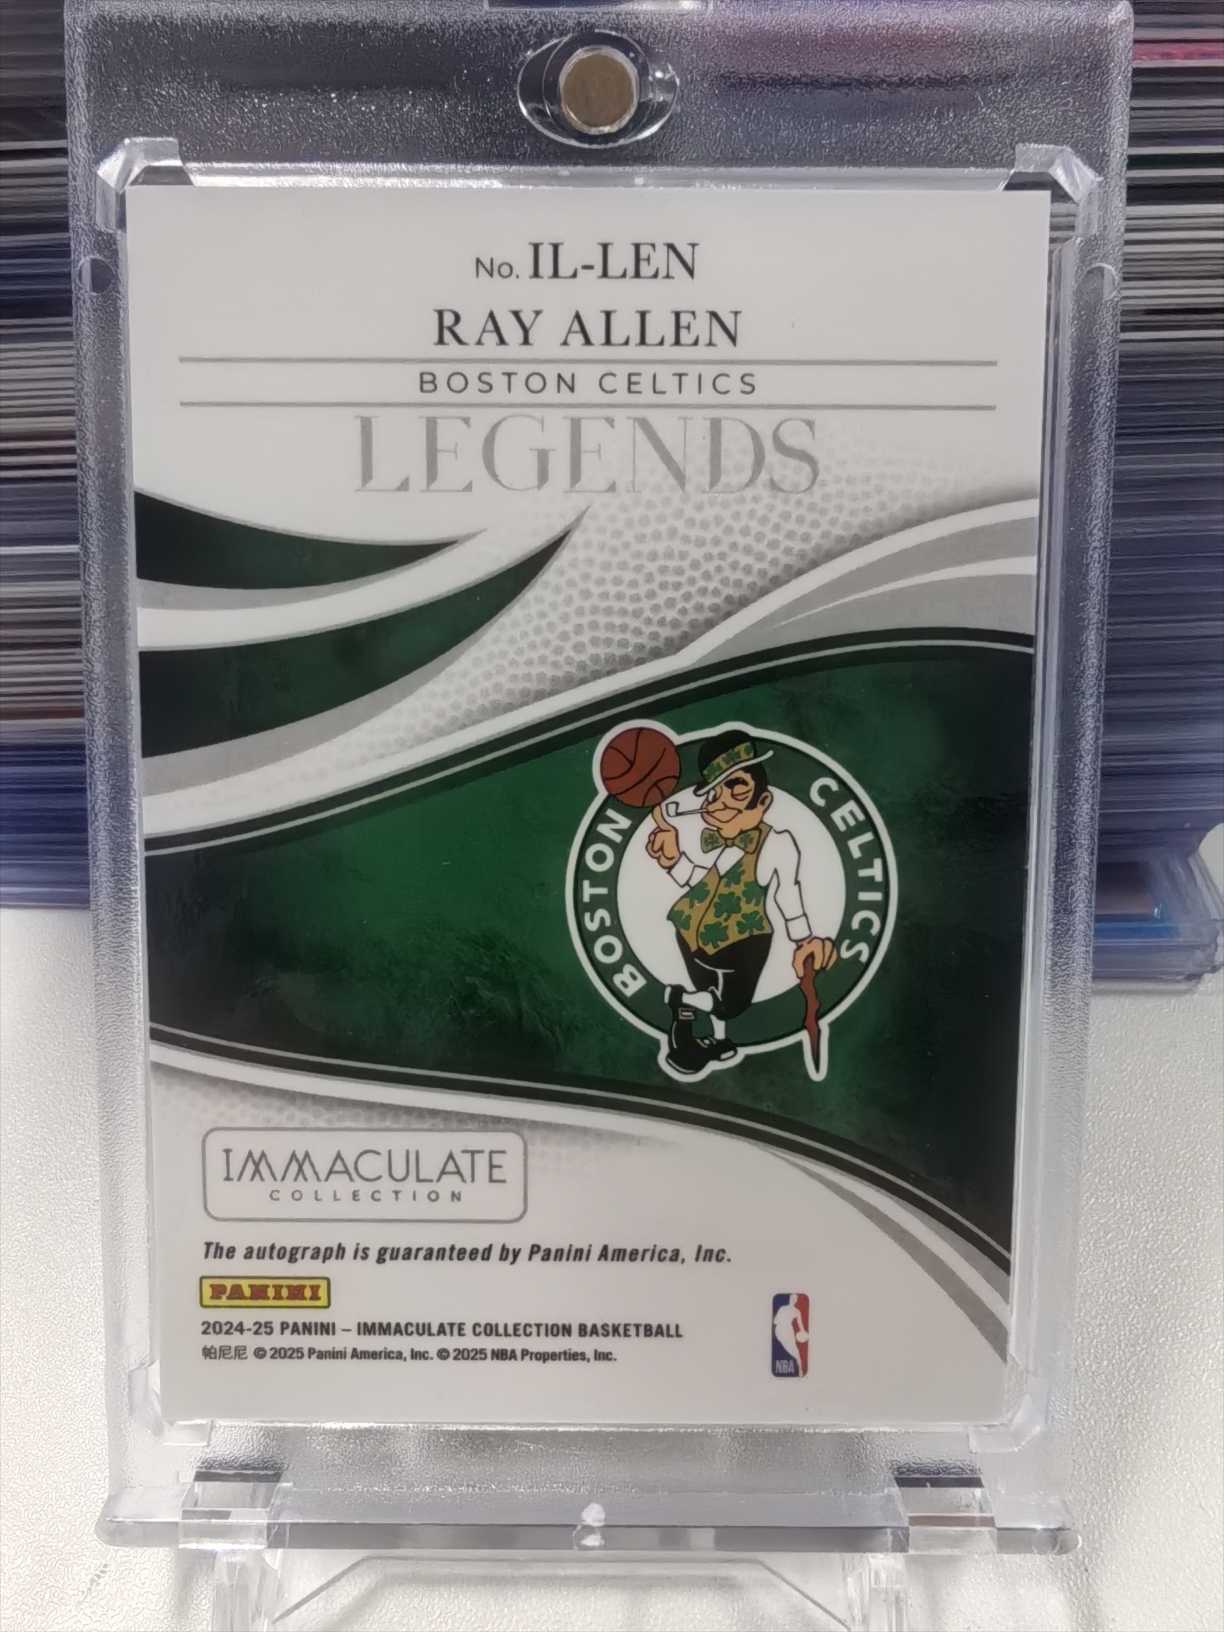 No. IL-LEN
RAY ALLEN
BOSTON CELTICS
LEGENDS
BOSTON CELTICS
IMMACULATE
COLLECTION
The autograph is guaranteed by Panini America, Inc.
PANINI
2024-25 PANINI – IMMACULATE COLLECTION BASKETBALL
帕尼尼 © 2025 Panini America, Inc. © 2025 NBA Properties, Inc.
NBA